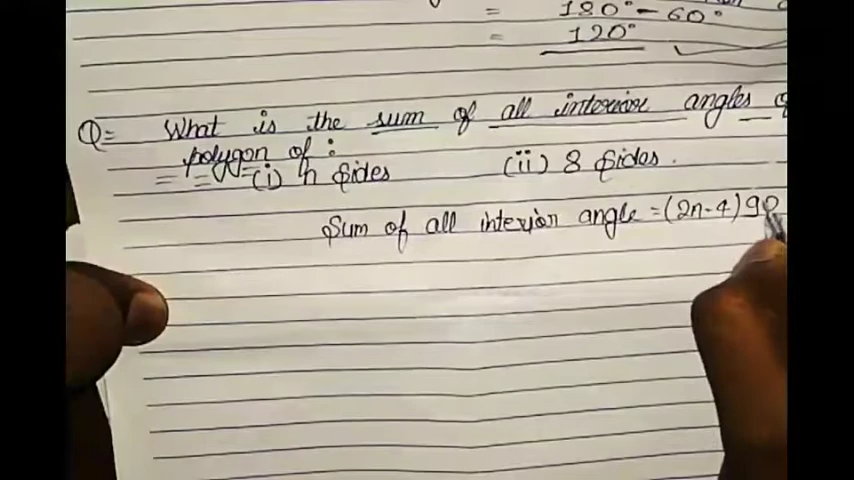 = 180° - 60°
= 120°
Q= What is the sum of all interior angles of
polygon of :
(i) n sides (ii) 8 sides.
Sum of all interior angle = (2n-4)90